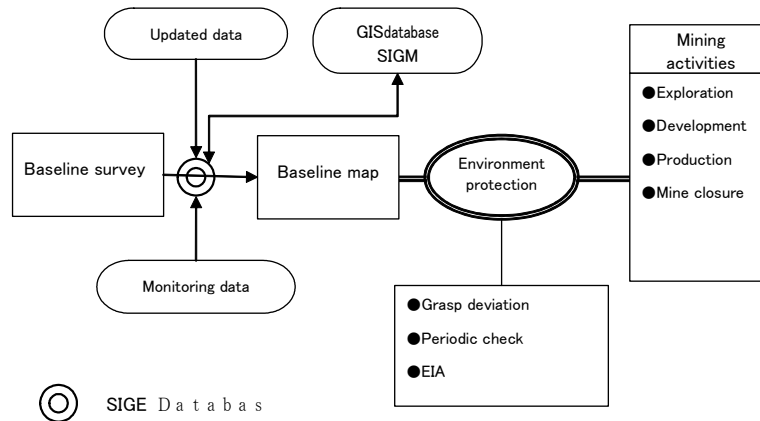 Updated data
GISdatabase
SIGM
Mining
activities
●Exploration
●Development
●Production
●Mine closure
Baseline survey
Baseline map
Environment
protection
Monitoring data
●Grasp deviation
●Periodic check
●EIA
SIGE Databas